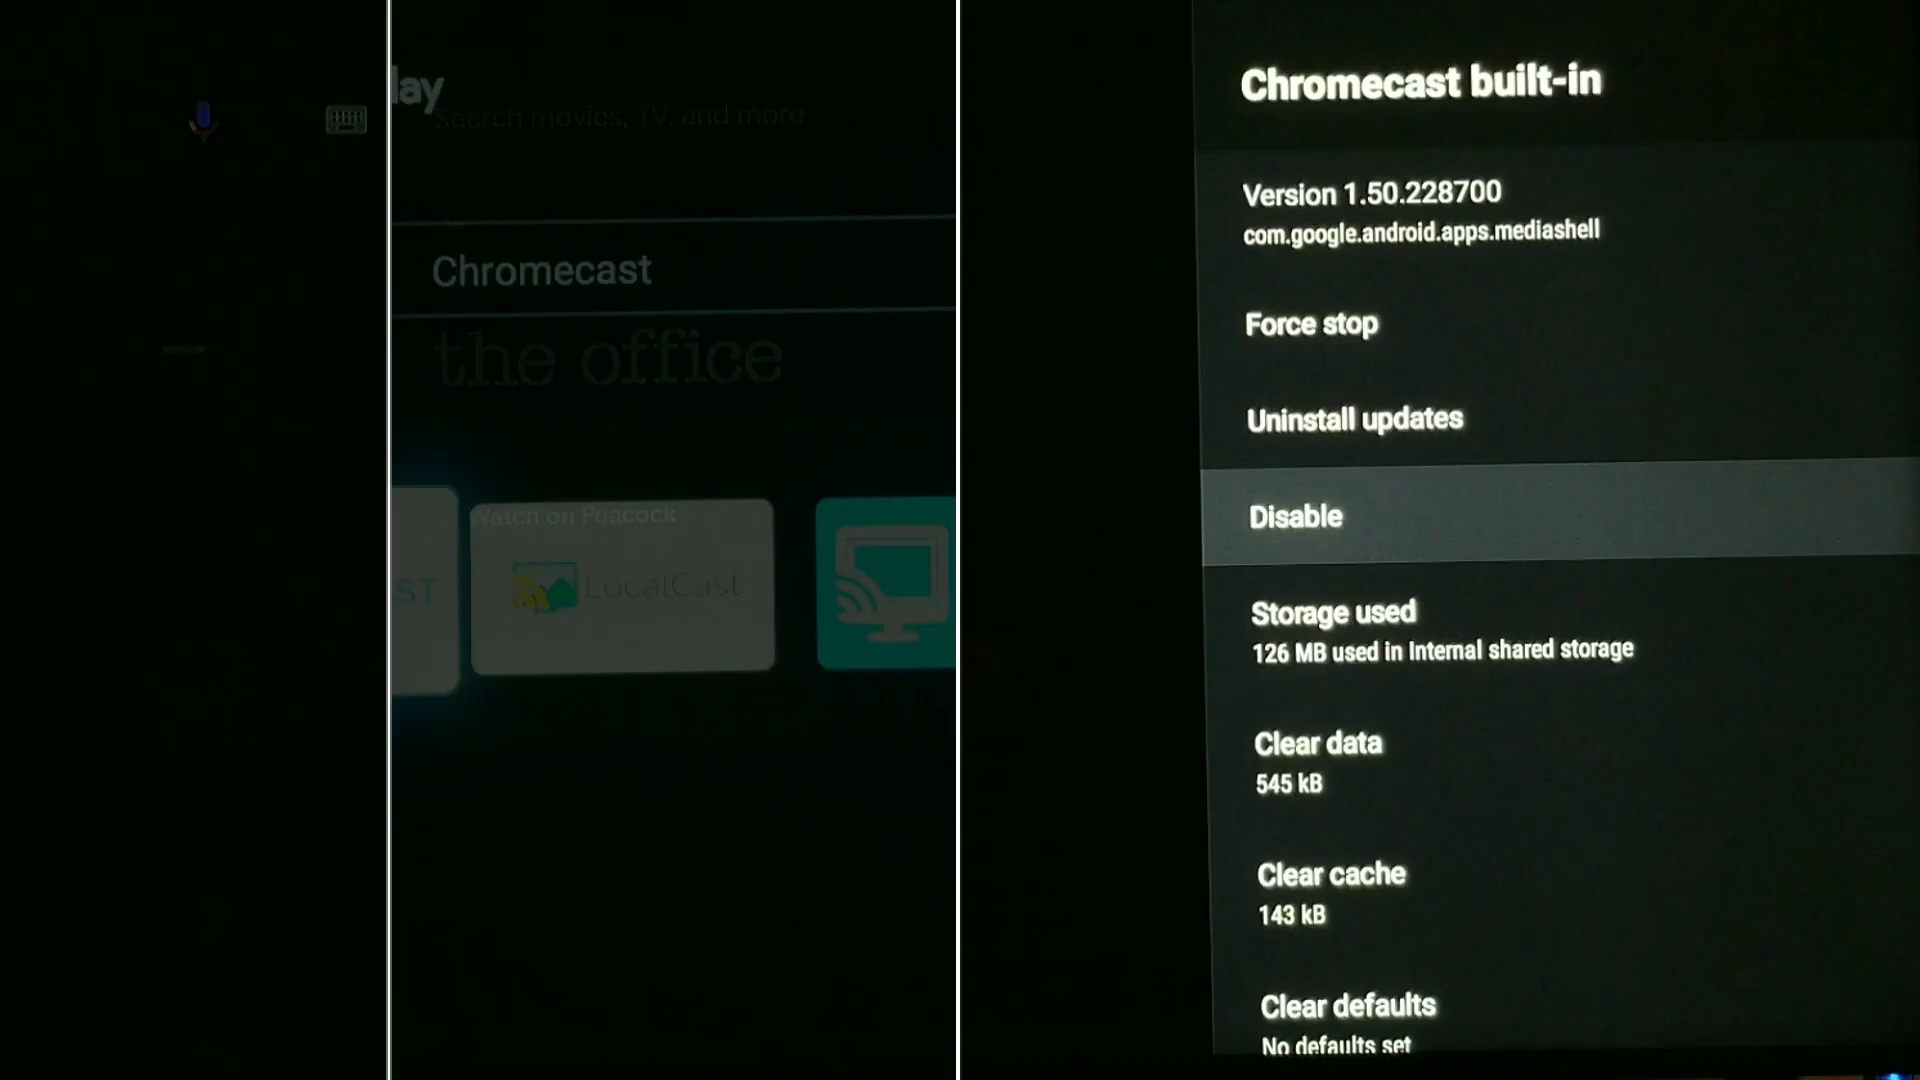 lay
Search movies, TV, and more
Chromecast
the office
Watch on Peacock
ST
LocalCast
Chromecast built-in
Version 1.50.228700
com.google.android.apps.mediashell
Force stop
Uninstall updates
Disable
Storage used
126 MB used in Internal shared storage
Clear data
545 kB
Clear cache
143 kB
Clear defaults
No defaults set